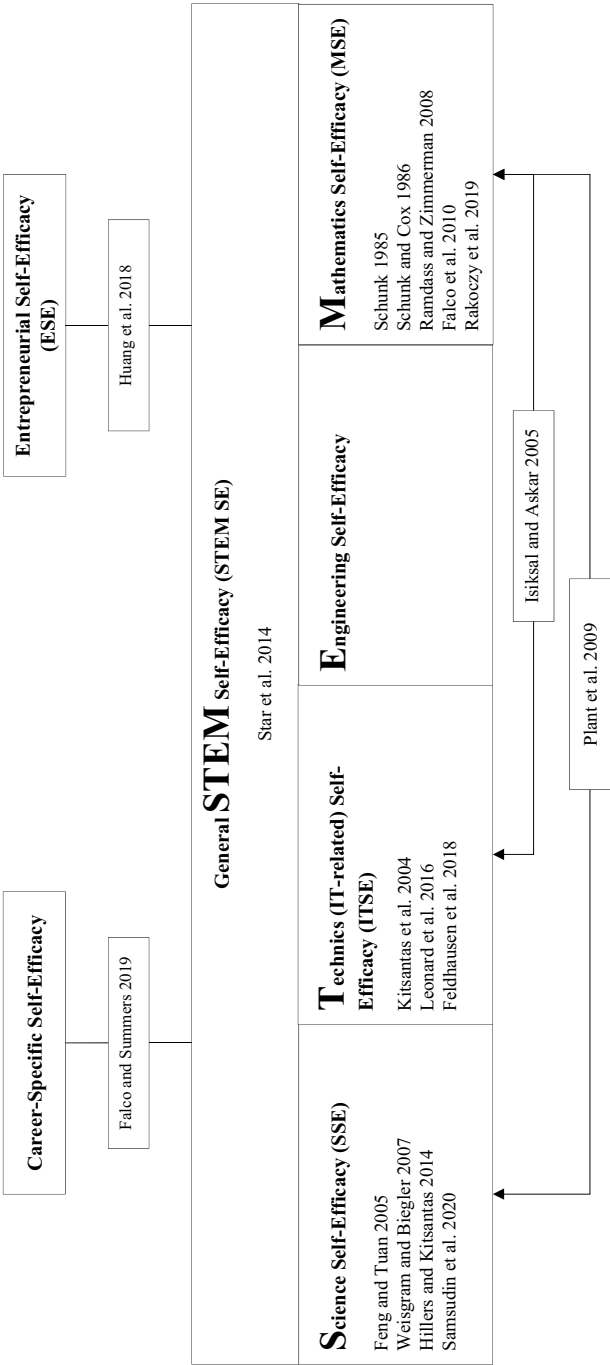 Career-Specific Self-Efficacy
Entrepreneurial Self-Efficacy
(ESE)
Falco and Summers 2019
Huang et al. 2018
General STEM Self-Efficacy (STEM SE)
Star et al. 2014
Science Self-Efficacy (SSE)
Feng and Tuan 2005
Weisgram and Biegler 2007
Hillers and Kitsantas 2014
Samsudin et al. 2020
Technics (IT-related) Self-
Efficacy (ITSE)
Kitsantas et al. 2004
Leonard et al. 2016
Feldhausen et al. 2018
Engineering Self-Efficacy
Mathematics Self-Efficacy (MSE)
Schunk 1985
Schunk and Cox 1986
Ramdass and Zimmerman 2008
Falco et al. 2010
Rakoczy et al. 2019
Isiksal and Askar 2005
Plant et al. 2009